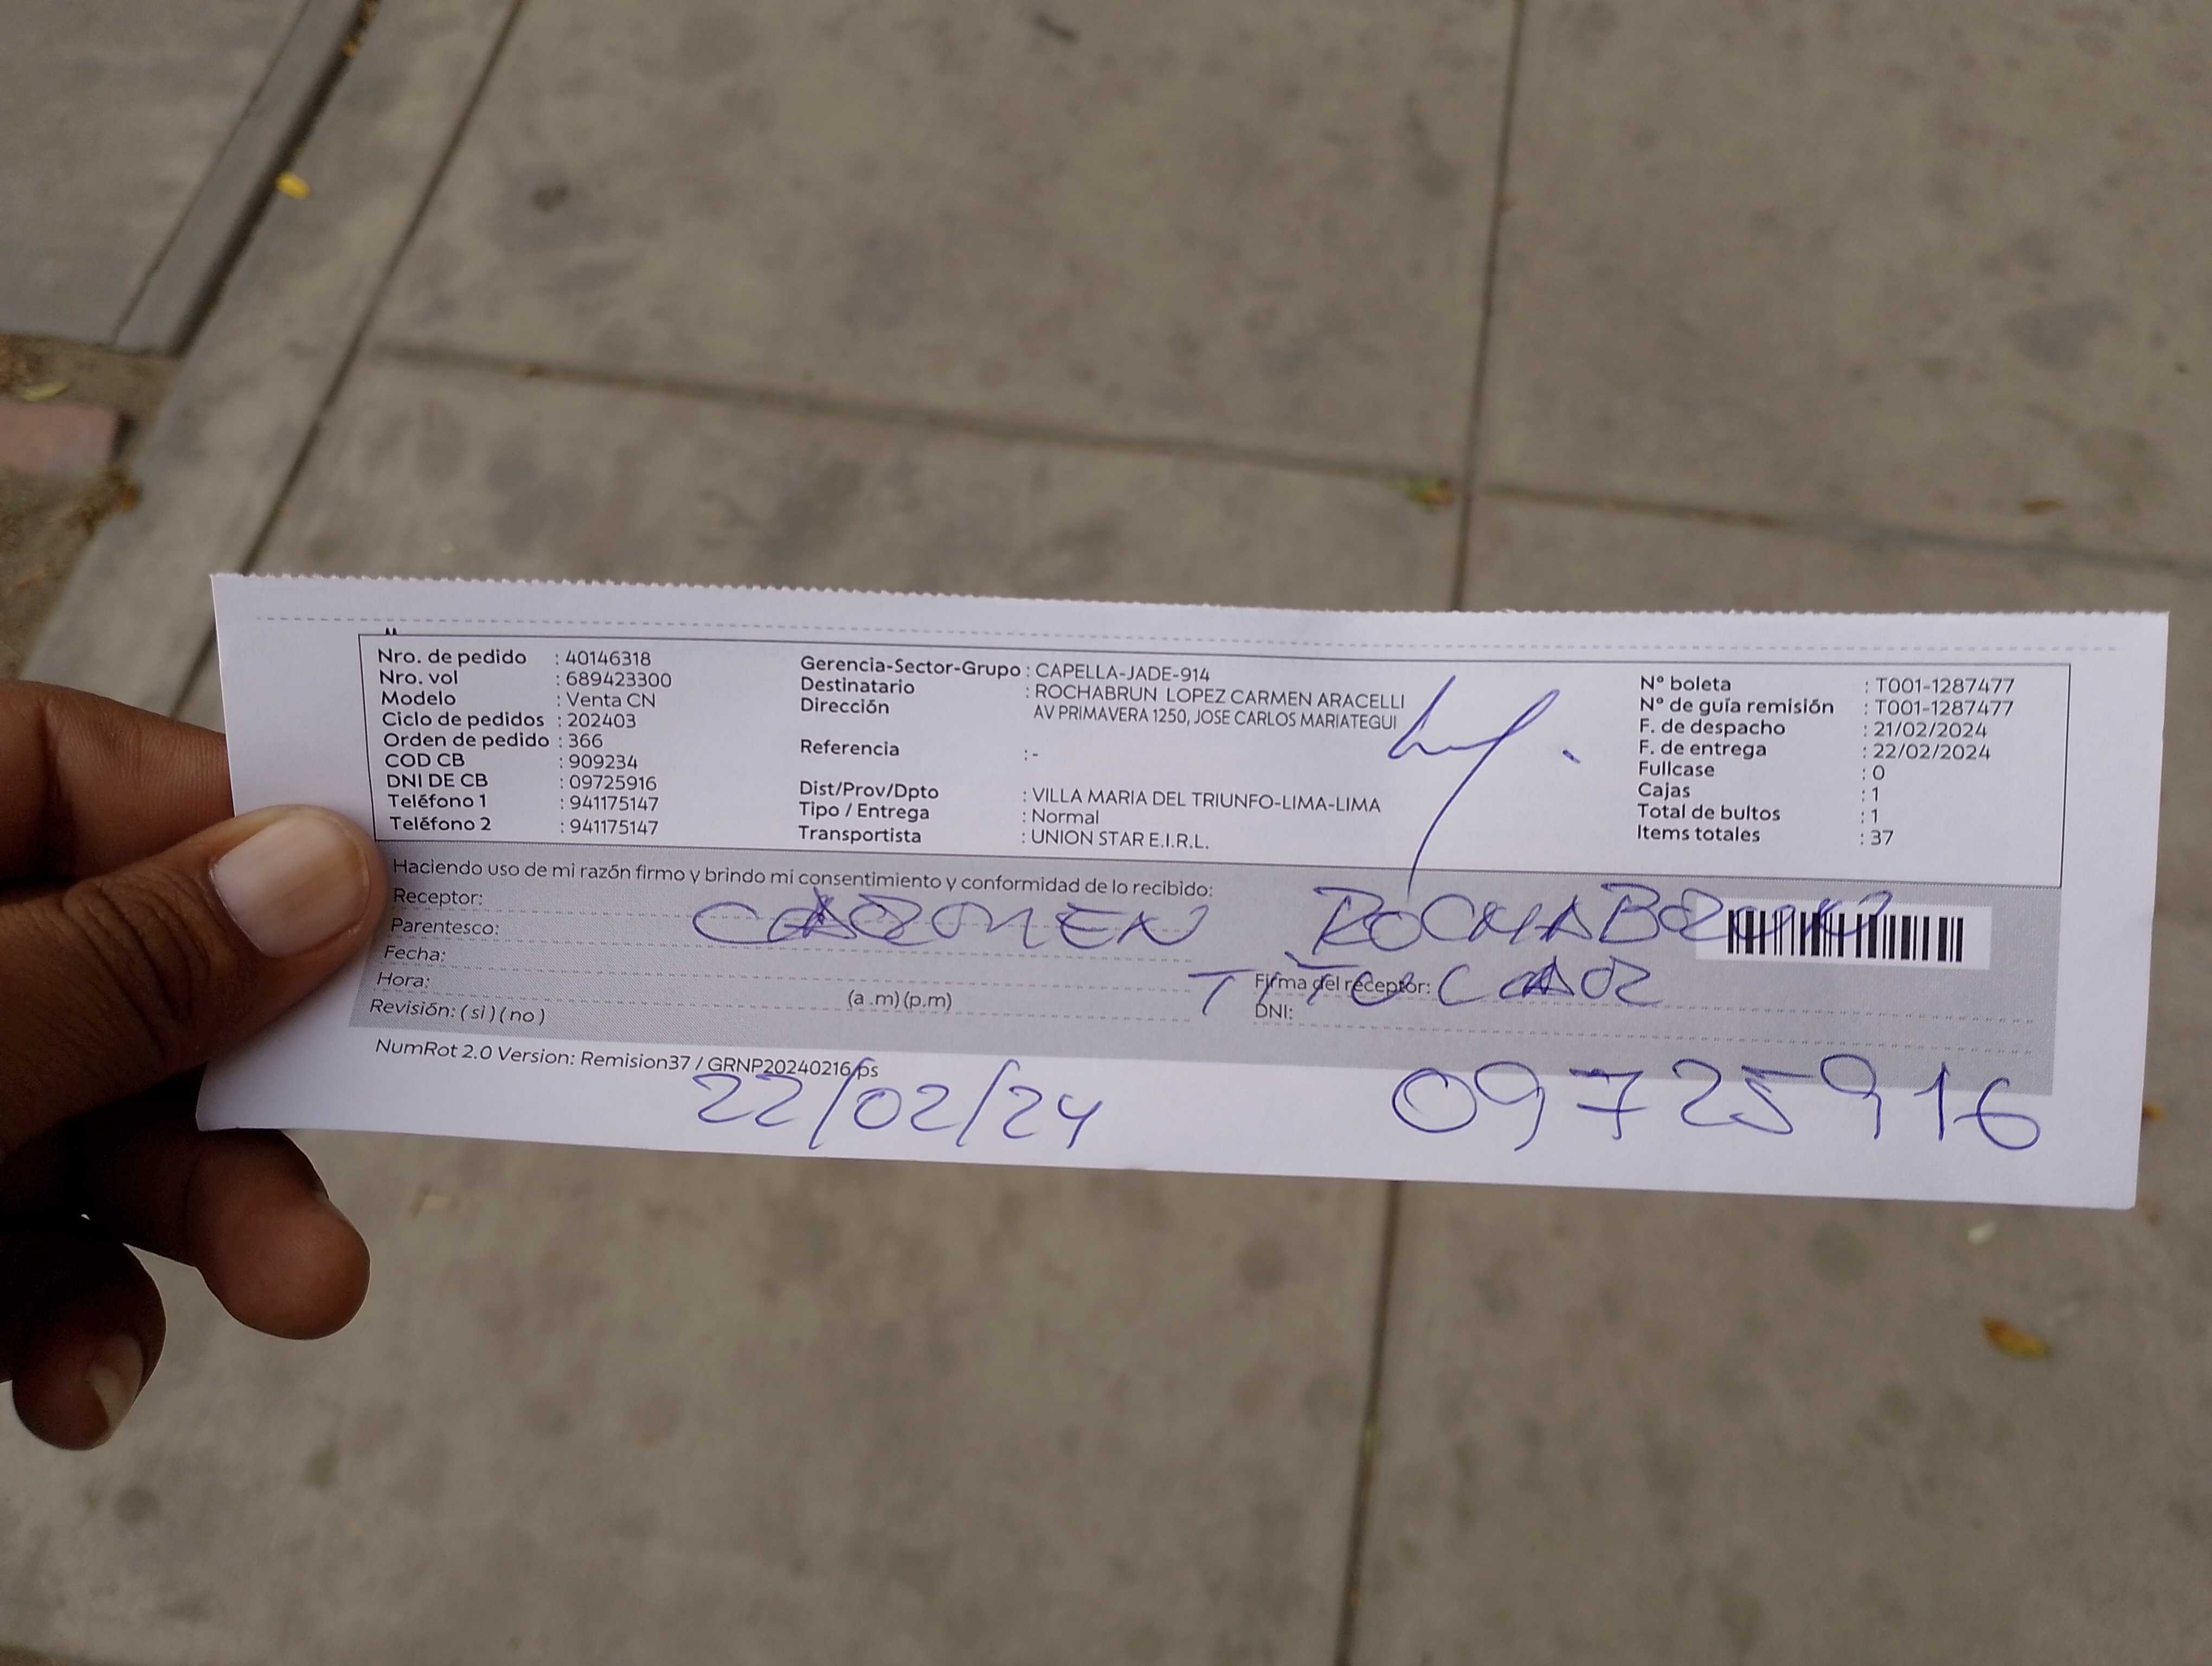 Nro. de pedido : 40146318
Nro. vol : 689423300
Modelo : Venta CN
Ciclo de pedidos : 202403
Orden de pedido : 366
COD CB : 909234
DNI DE CB : 09725916
Teléfono 1 : 941175147
Teléfono 2 : 941175147
Gerencia-Sector-Grupo : CAPELLA-JADE-914
Destinatario : ROCHABRUN LOPEZ CARMEN ARACELLI
Dirección AV PRIMAVERA 1250, JOSE CARLOS MARIATEGUI
Referencia : -
Dist/Prov/Dpto : VILLA MARIA DEL TRIUNFO-LIMA-LIMA
Tipo / Entrega : Normal
Transportista : UNION STAR E.I.R.L.
N° boleta : T001-1287477
N° de guía remisión : T001-1287477
F. de despacho : 21/02/2024
F. de entrega : 22/02/2024
Fullcase : 0
Cajas : 1
Total de bultos : 1
Items totales : 37
Haciendo uso de mi razón firmo y brindo mi consentimiento y conformidad de lo recibido:
Receptor: CARMEN ROCHABRUN
Parentesco:
Fecha:
Hora: (a .m) (p.m)
Firma del receptor:
Revisión: ( si ) ( no )
DNI:
NumRot 2.0 Version: Remision37 / GRNP20240216.ps
22/02/24 09725916